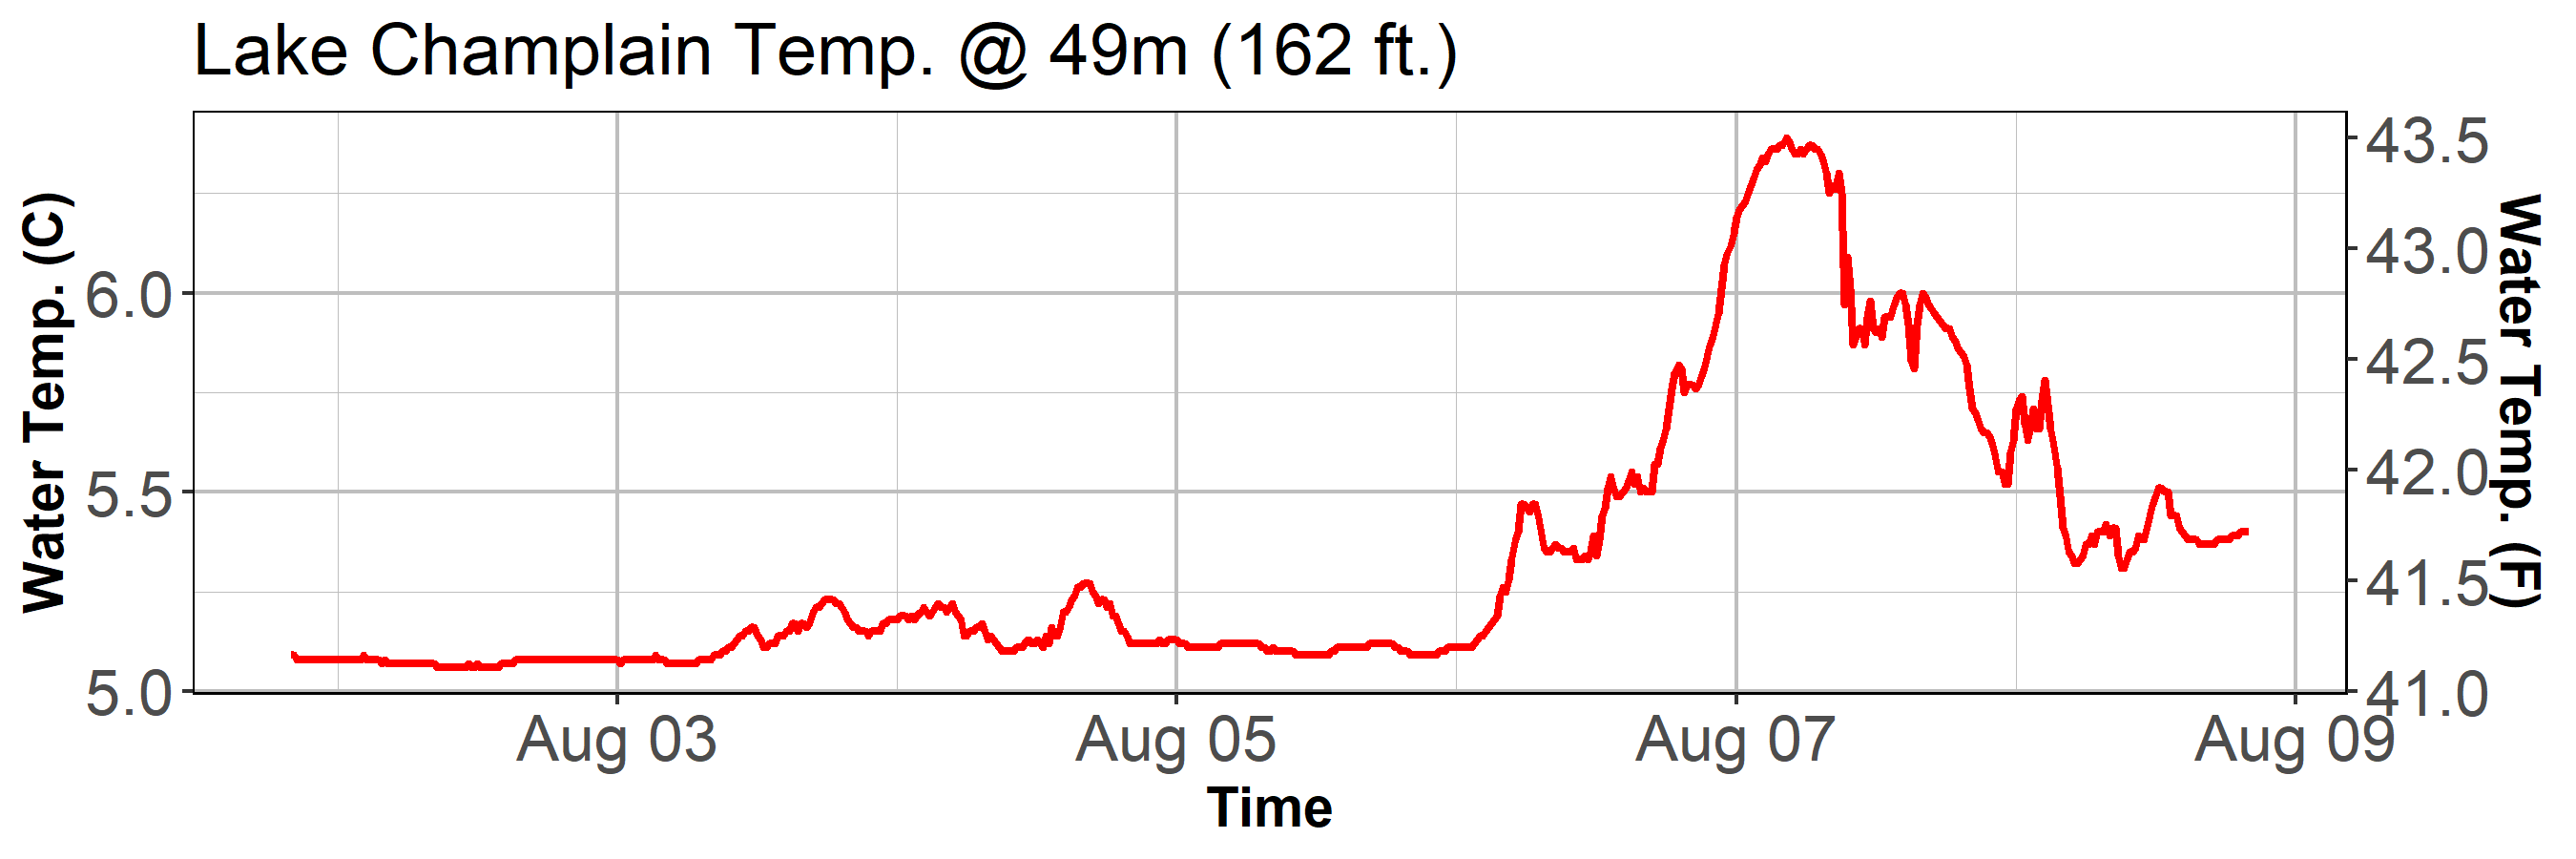 Lake Champlain Temp. @ 49m (162 ft.)
Water Temp. (C)
6.0
5.5
5.0
43.5
43.0
42.5
42.0
41.5
41.0
Water Temp. (F)
Aug 03
Aug 05
Aug 07
Aug 09
Time